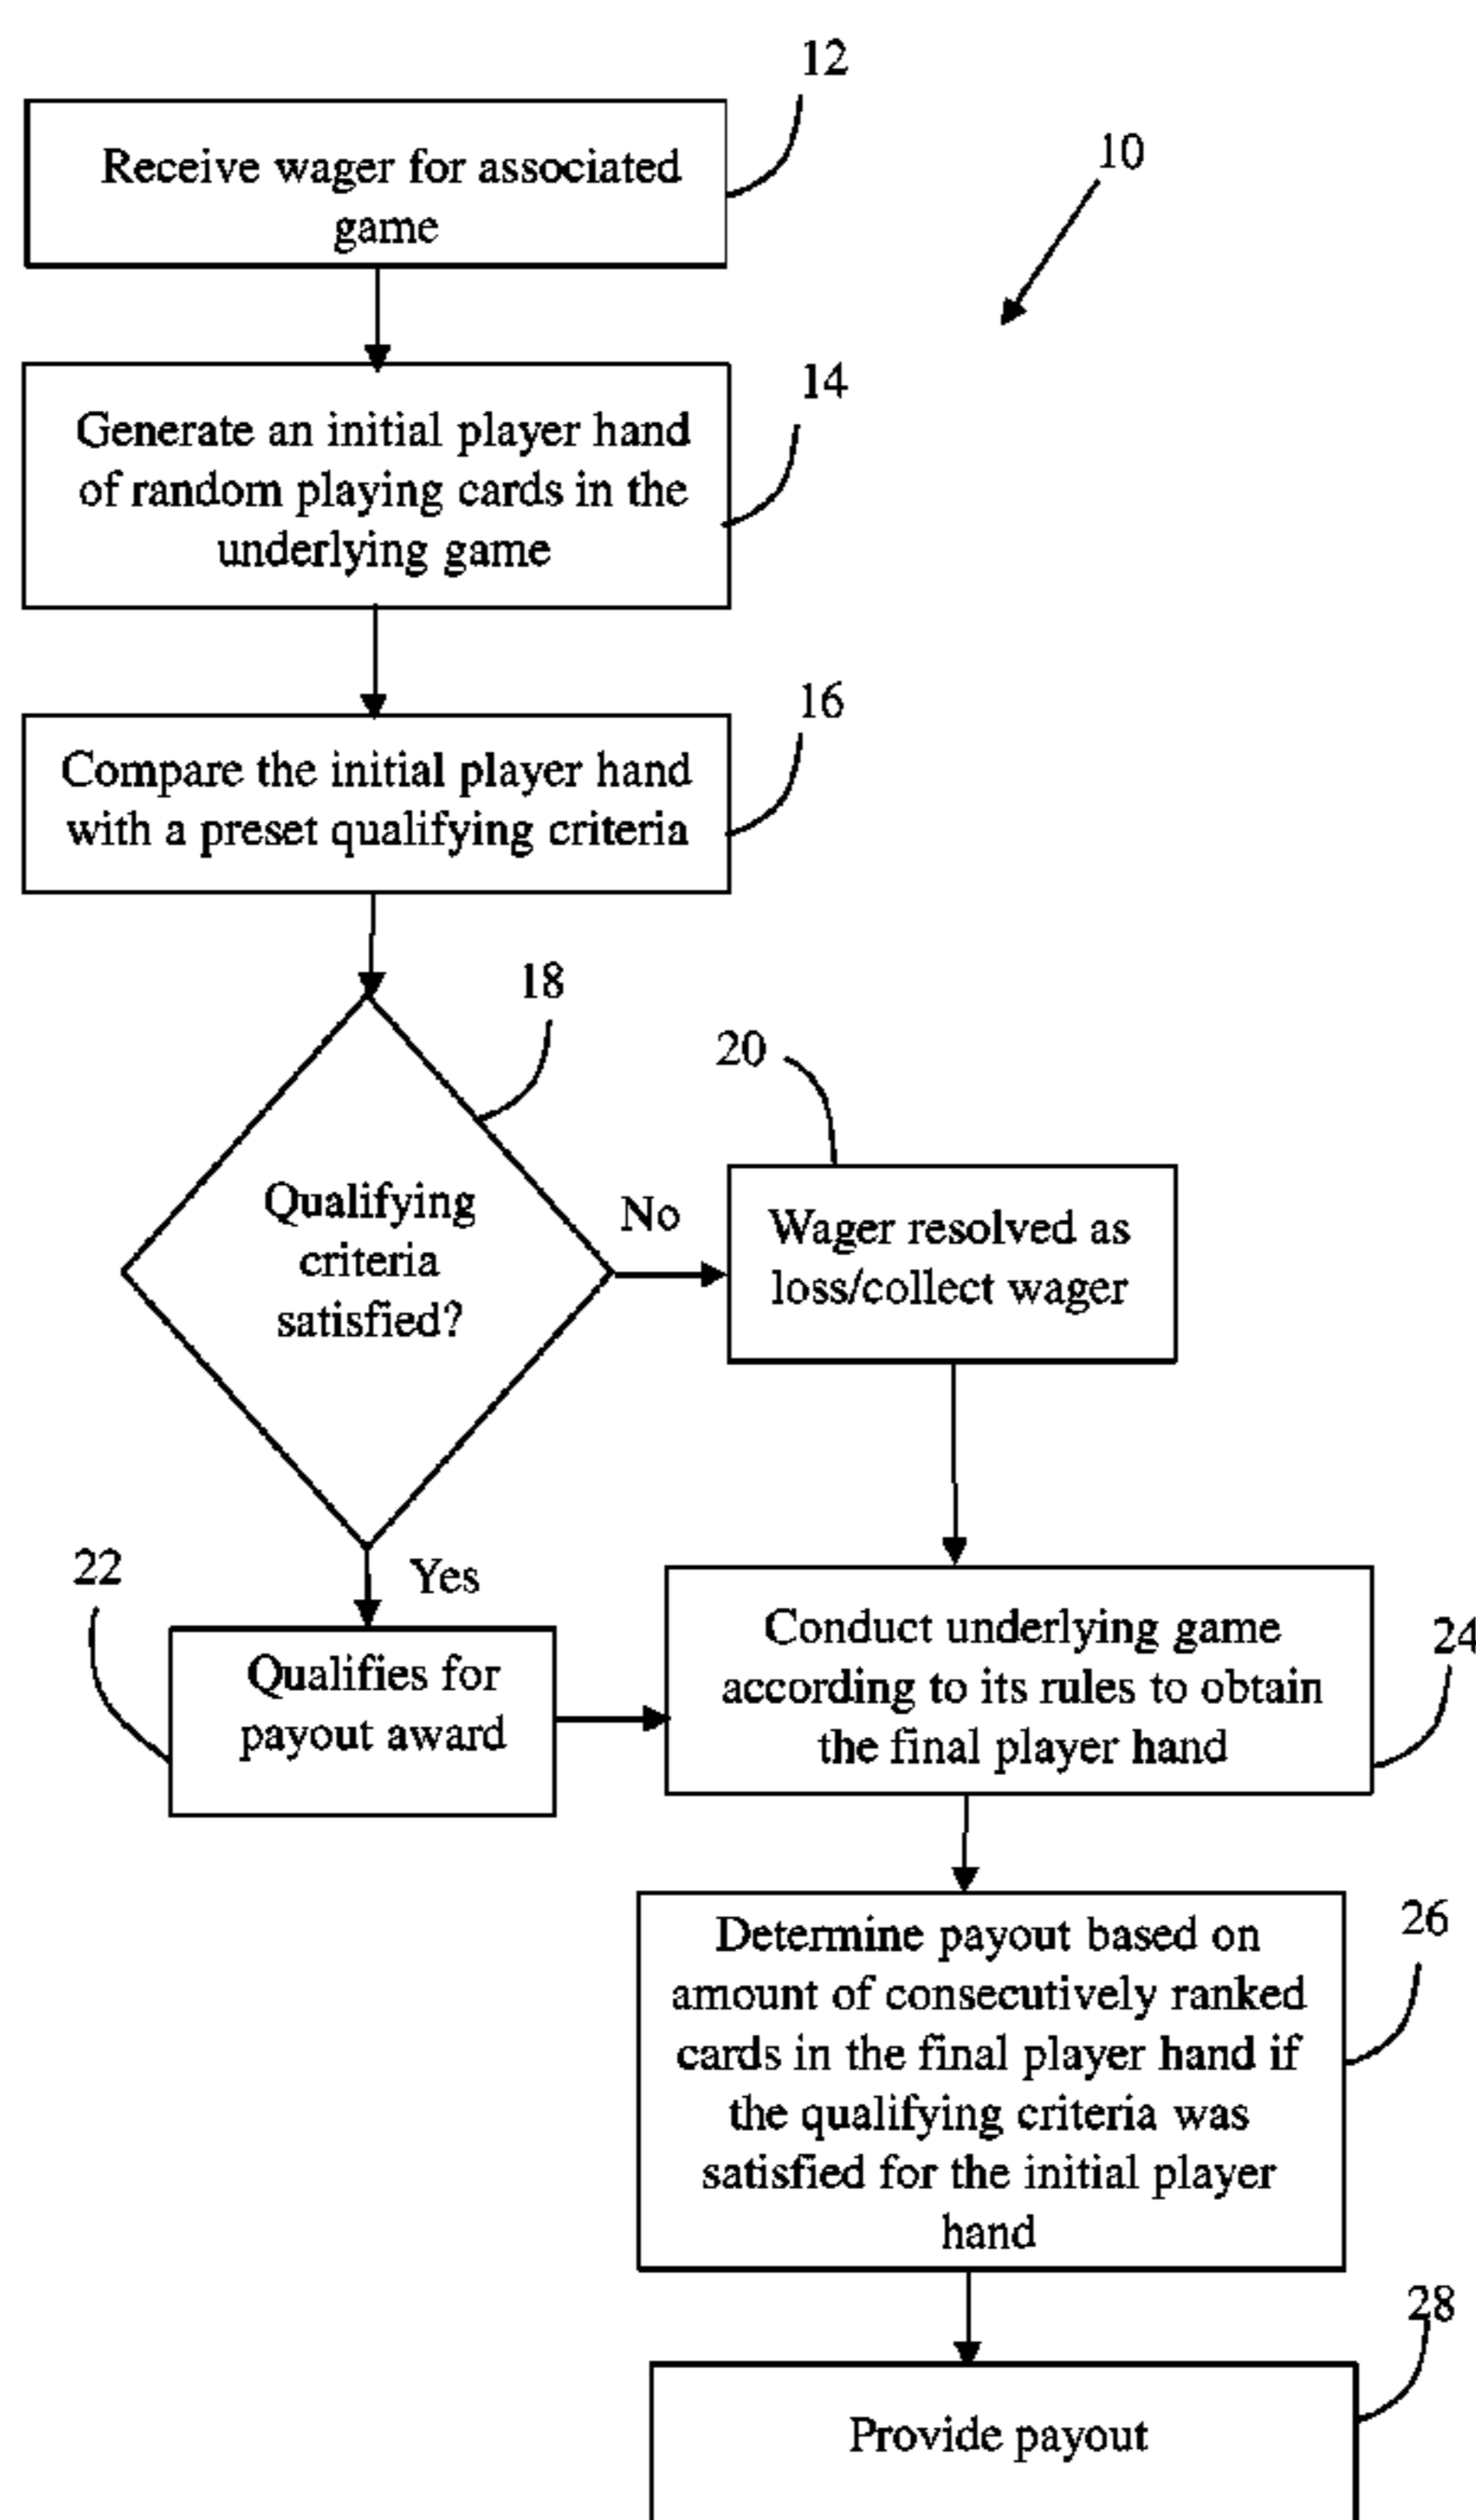 12
Receive wager for associated
game
10
14
Generate an initial player hand
of random playing cards in the
underlying game
16
Compare the initial player hand
with a preset qualifying criteria
18
Qualifying
criteria
satisfied?
No
20
Wager resolved as
loss/collect wager
Yes
22
Qualifies for
payout award
24
Conduct underlying game
according to its rules to obtain
the final player hand
26
Determine payout based on
amount of consecutively ranked
cards in the final player hand if
the qualifying criteria was
satisfied for the initial player
hand
28
Provide payout